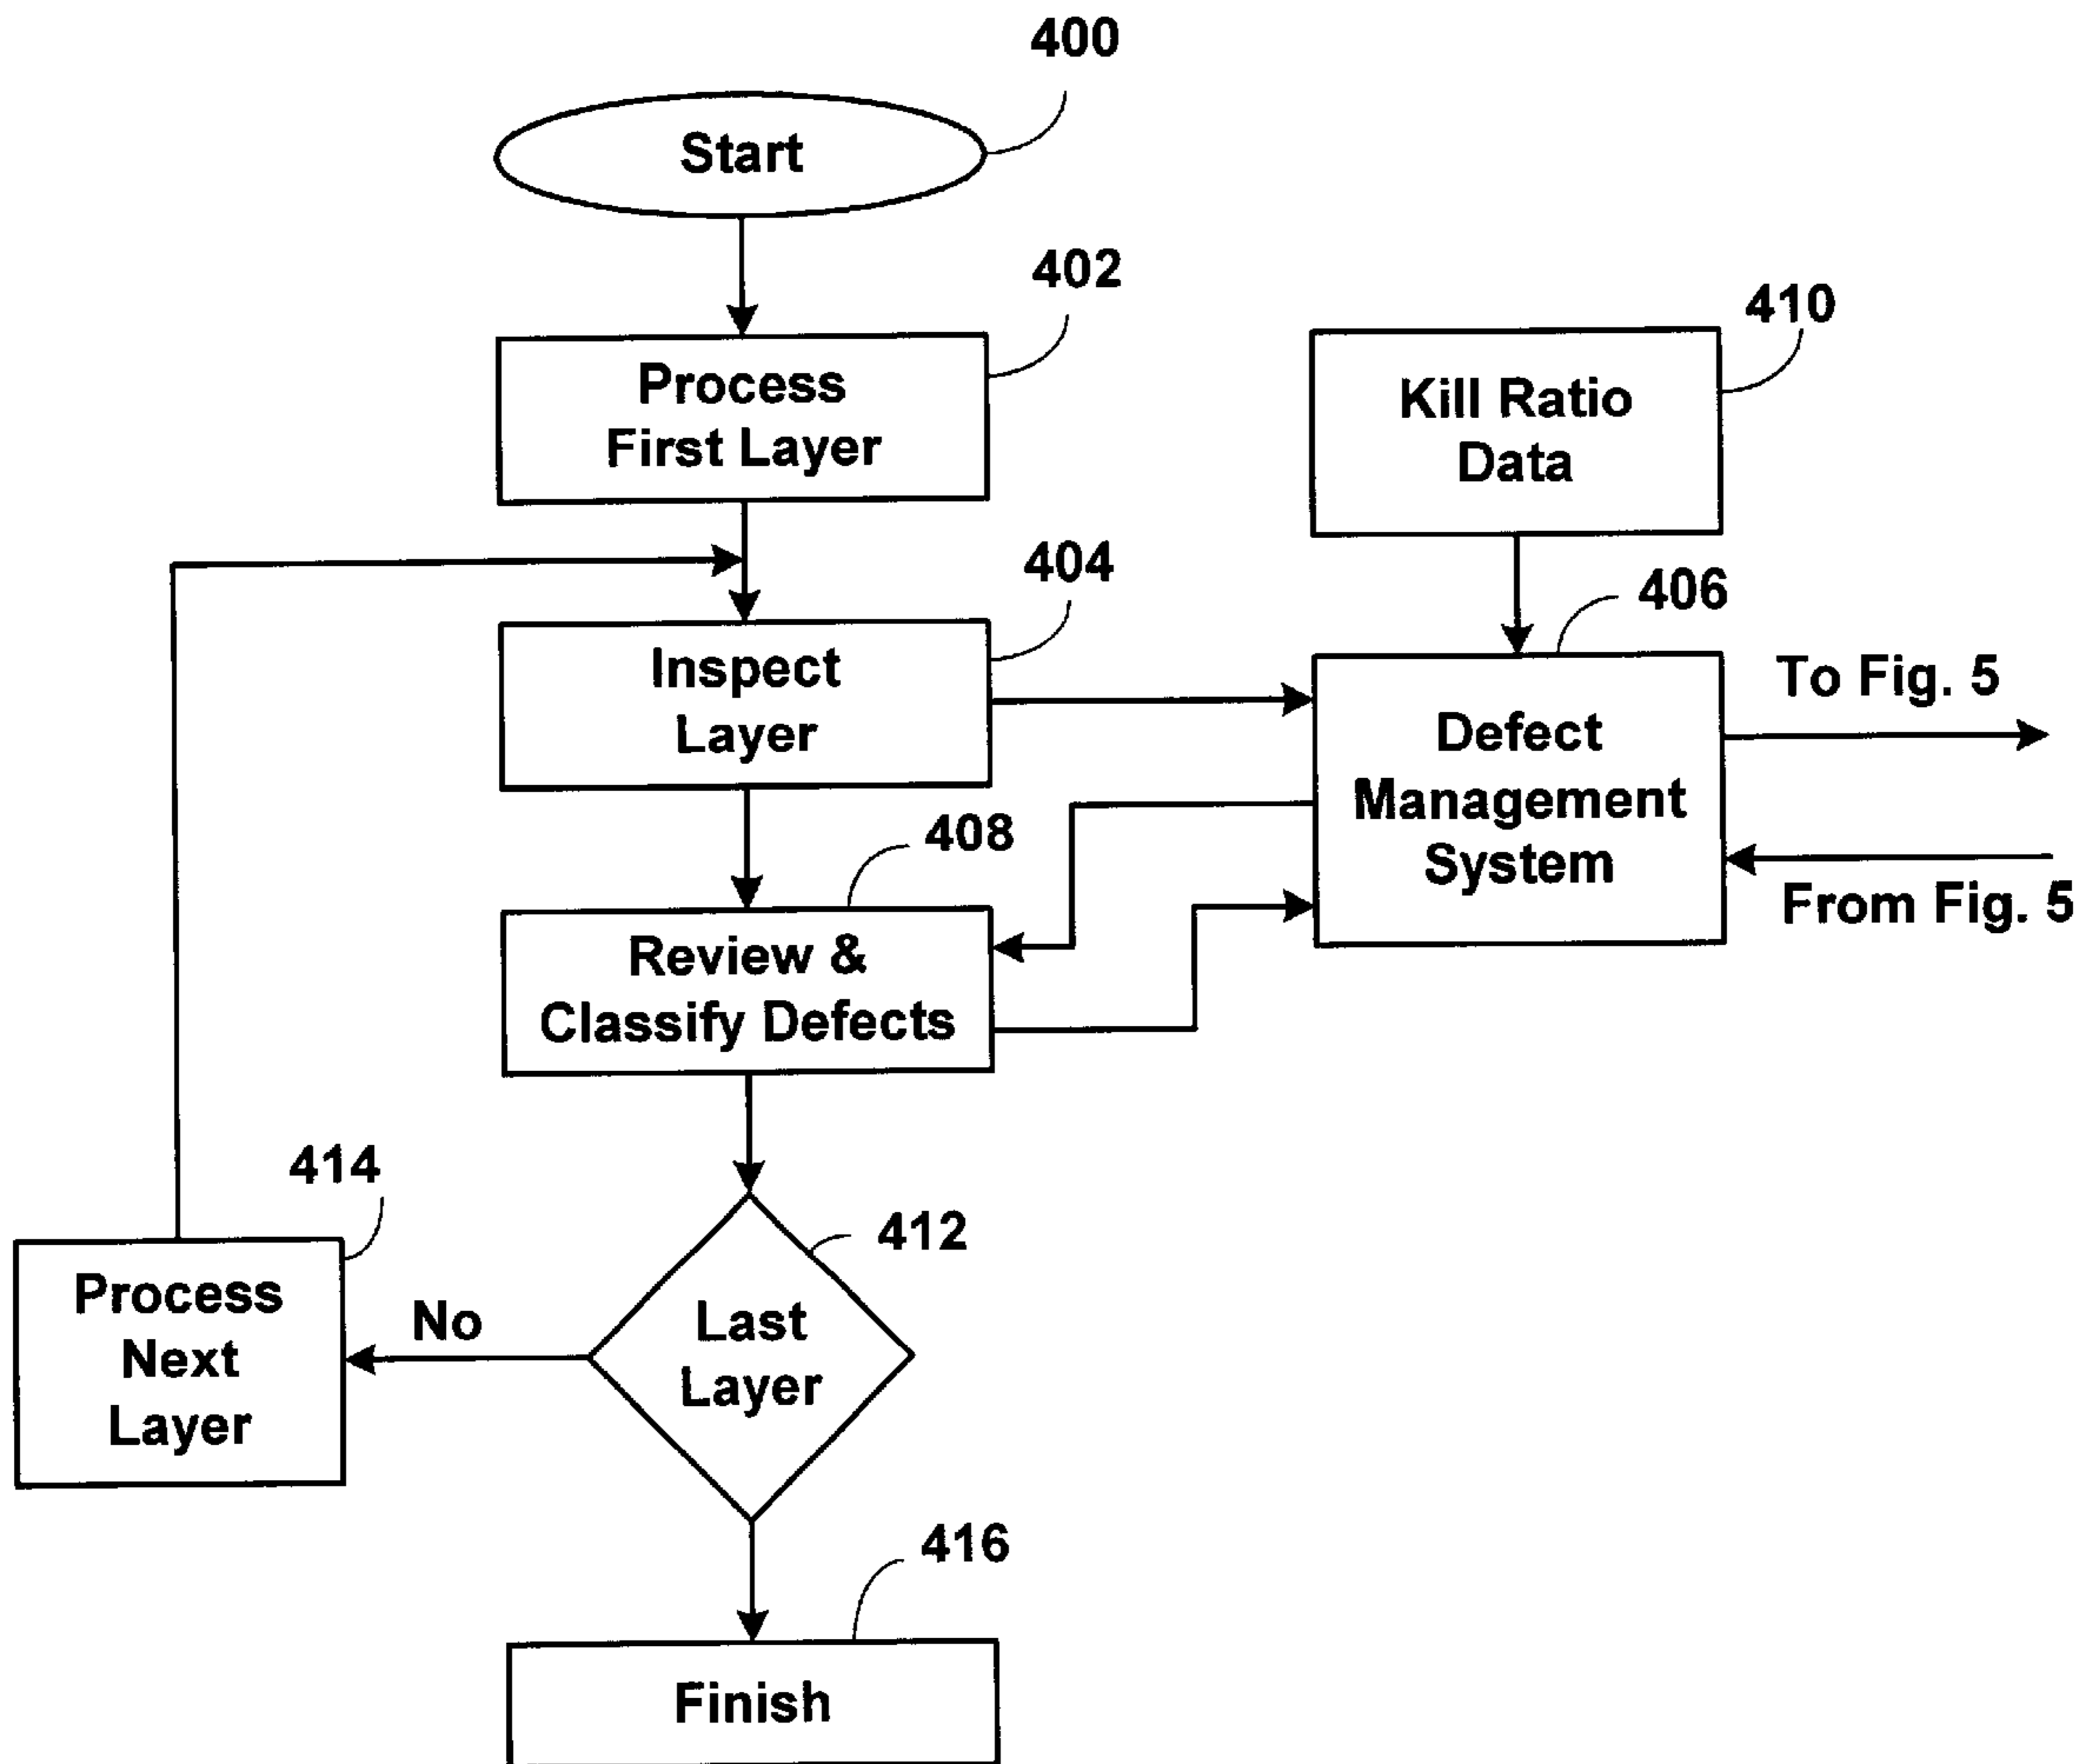 400
Start
402
Process
First Layer
410
Kill Ratio
Data
404
Inspect
Layer
406
Defect
Management
System
To Fig. 5
From Fig. 5
408
Review &
Classify Defects
412
Last
Layer
No
414
Process
Next
Layer
416
Finish